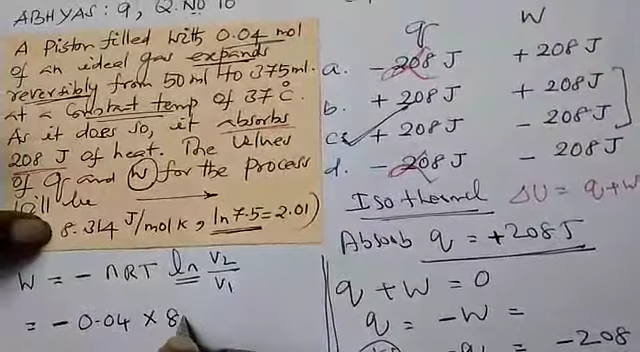 ABHYAS: 9, Q.NO 10
A Piston filled with 0.04 mol
of an ideal gas expands
reversibly from 50 ml to 375 ml.
at a Constant temp of 37°C.
As it does so, it absorbs
208 J of heat. The Values
of q and W for the process
will be
8.314 J/mol K, ln 7.5 = 2.01)
W = - nRT ln V2/V1
= - 0.04 × 8
q W
a. - 208 J + 208 J
b. + 208 J + 208 J
c. + 208 J - 208 J
d. - 208 J - 208 J
Isothermal ΔU = q + W
Absorb q = +208 J
q + W = 0
q = - W =
= -208